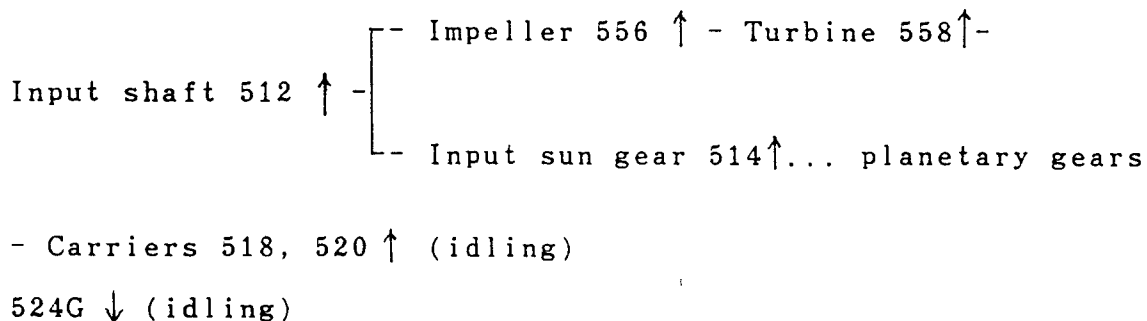 ┌-- Impeller 556 ↑ - Turbine 558↑-
Input shaft 512 ↑ -
└-- Input sun gear 514↑... planetary gears
- Carriers 518, 520 ↑ (idling)
524G ↓ (idling)